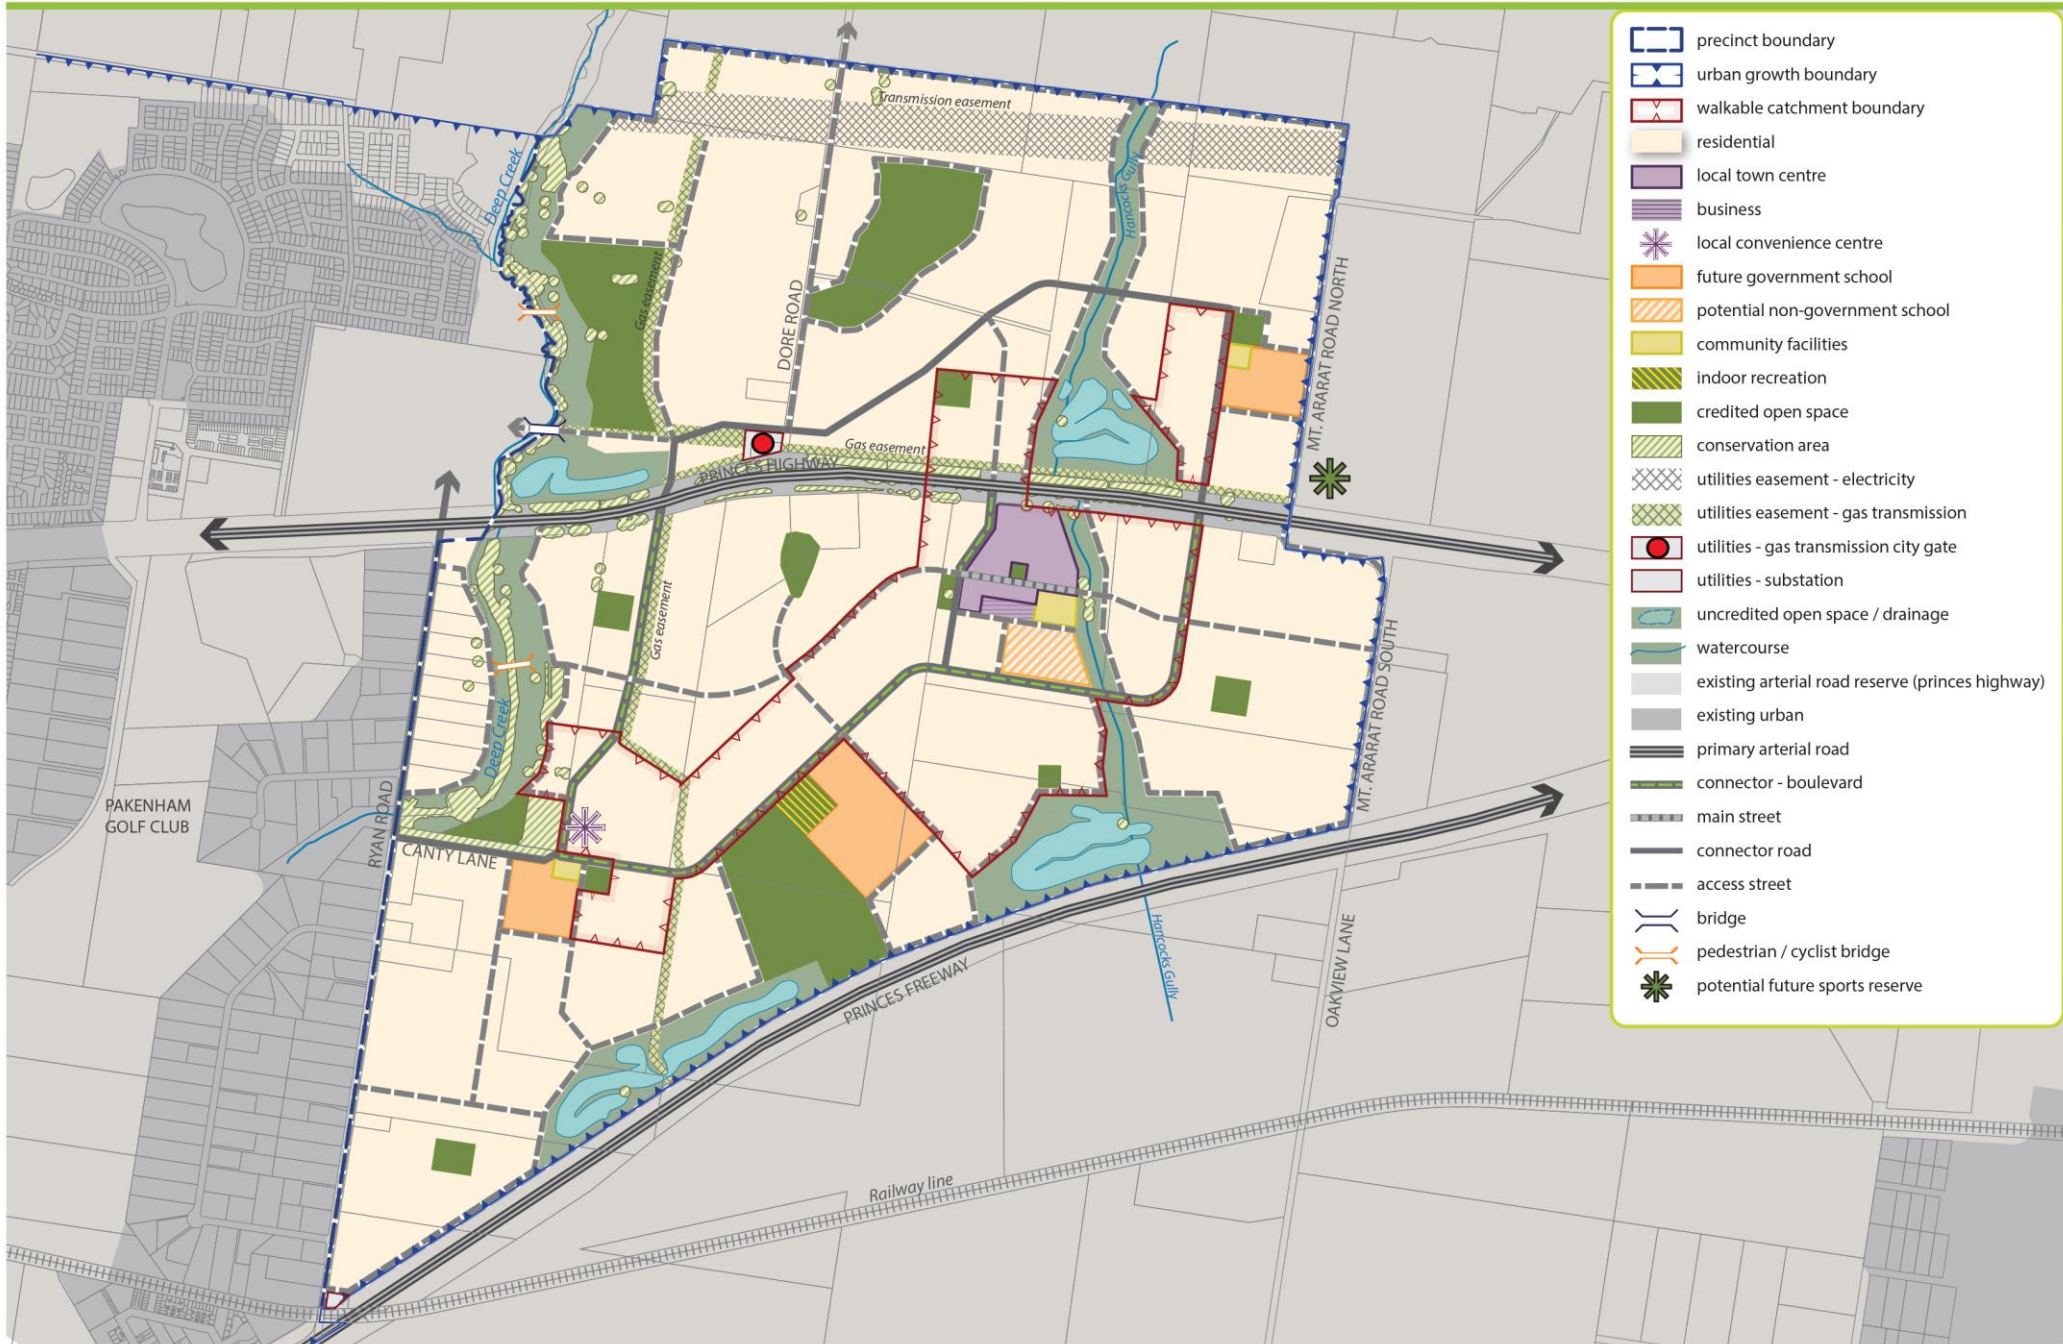 Transmission easement
Deep Creek
Hancocks Gully
Gas easement
DORE ROAD
MT. ARARAT ROAD NORTH
Gas easement
PRINCES HIGHWAY
Gas easement
Deep Creek
MT. ARARAT ROAD SOUTH
PAKENHAM
GOLF CLUB
RYAN ROAD
CANTY LANE
PRINCES FREEWAY
Hancocks Gully
OAKVIEW LANE
Railway line
precinct boundary
urban growth boundary
walkable catchment boundary
residential
local town centre
business
local convenience centre
future government school
potential non-government school
community facilities
indoor recreation
credited open space
conservation area
utilities easement - electricity
utilities easement - gas transmission
utilities - gas transmission city gate
utilities - substation
uncredited open space / drainage
watercourse
existing arterial road reserve (princes highway)
existing urban
primary arterial road
connector - boulevard
main street
connector road
access street
bridge
pedestrian / cyclist bridge
potential future sports reserve